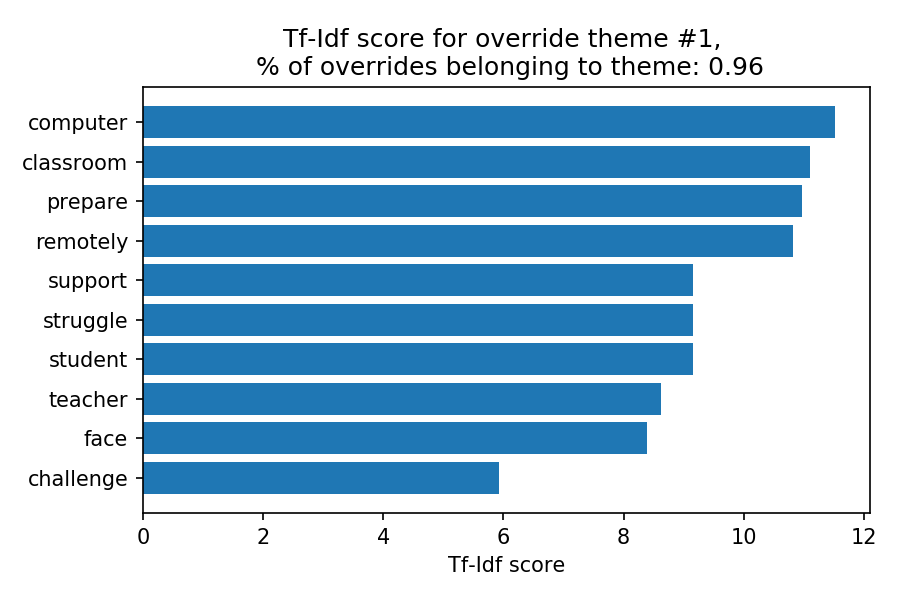 Tf-Idf score for override theme #1,
% of overrides belonging to theme: 0.96
computer
classroom
prepare
remotely
support
struggle
student
teacher
face
challenge
0 2 4 6 8 10 12
Tf-Idf score